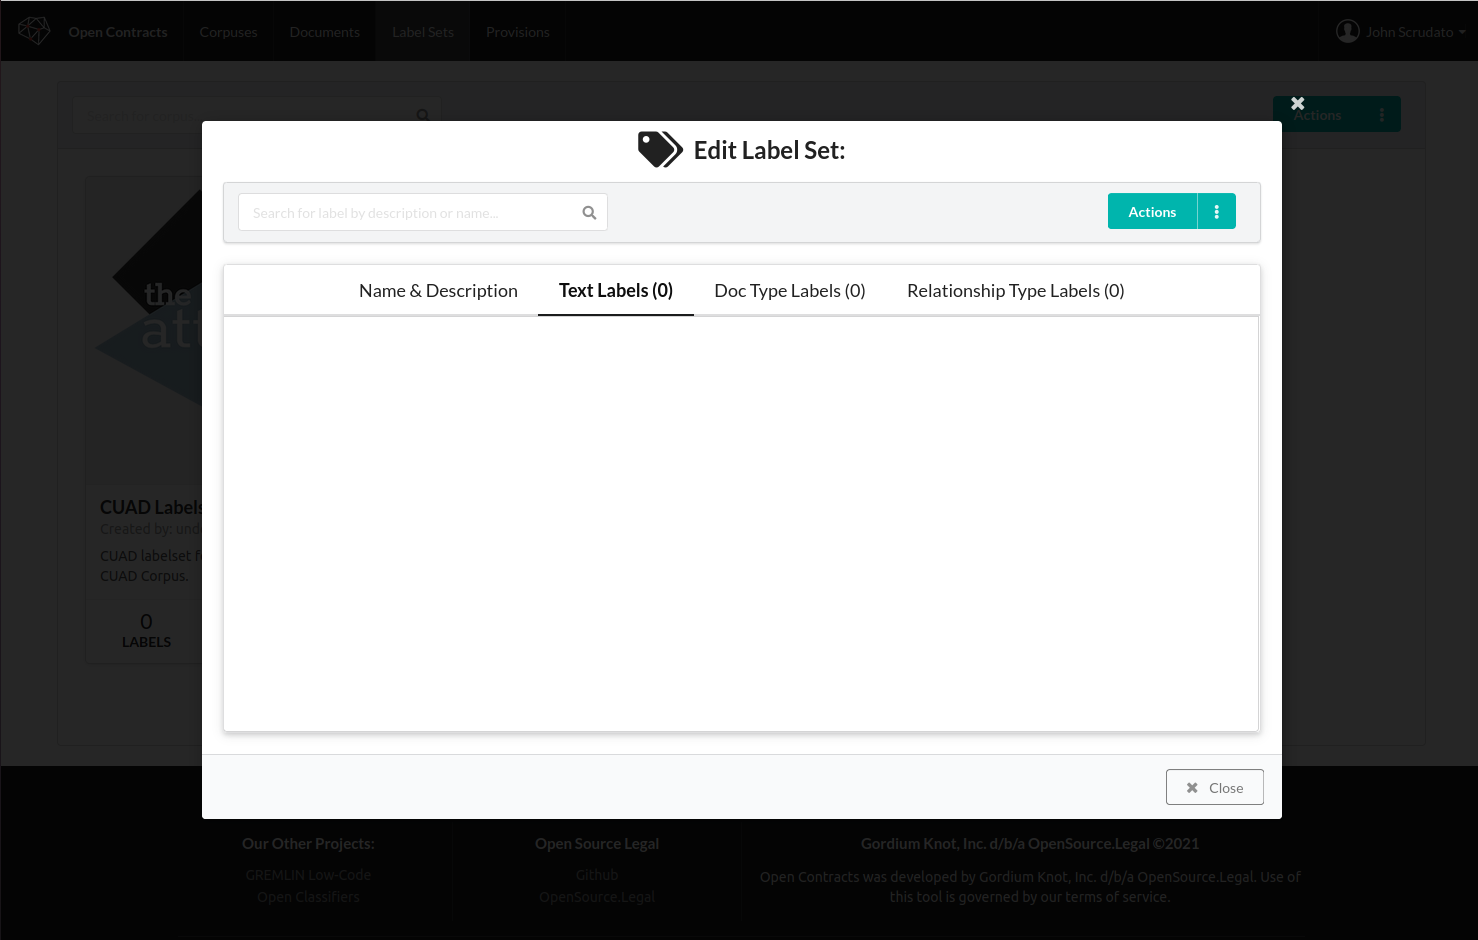 Open Contracts
Corpuses
Documents
Label Sets
Provisions
John Scrudato
Actions
Edit Label Set:
Search for label by description or name...
Actions
Name & Description
Text Labels (0)
Doc Type Labels (0)
Relationship Type Labels (0)
the
att
CUAD Labels
Created by: und
CUAD labelset f
CUAD Corpus.
0
LABELS
Close
Our Other Projects:
GREMLIN Low-Code
Open Classifiers
Open Source Legal
Github
OpenSource.Legal
Gordium Knot, Inc. d/b/a OpenSource.Legal ©2021
Open Contracts was developed by Gordium Knot, Inc. d/b/a OpenSource.Legal. Use of
this tool is governed by our terms of service.